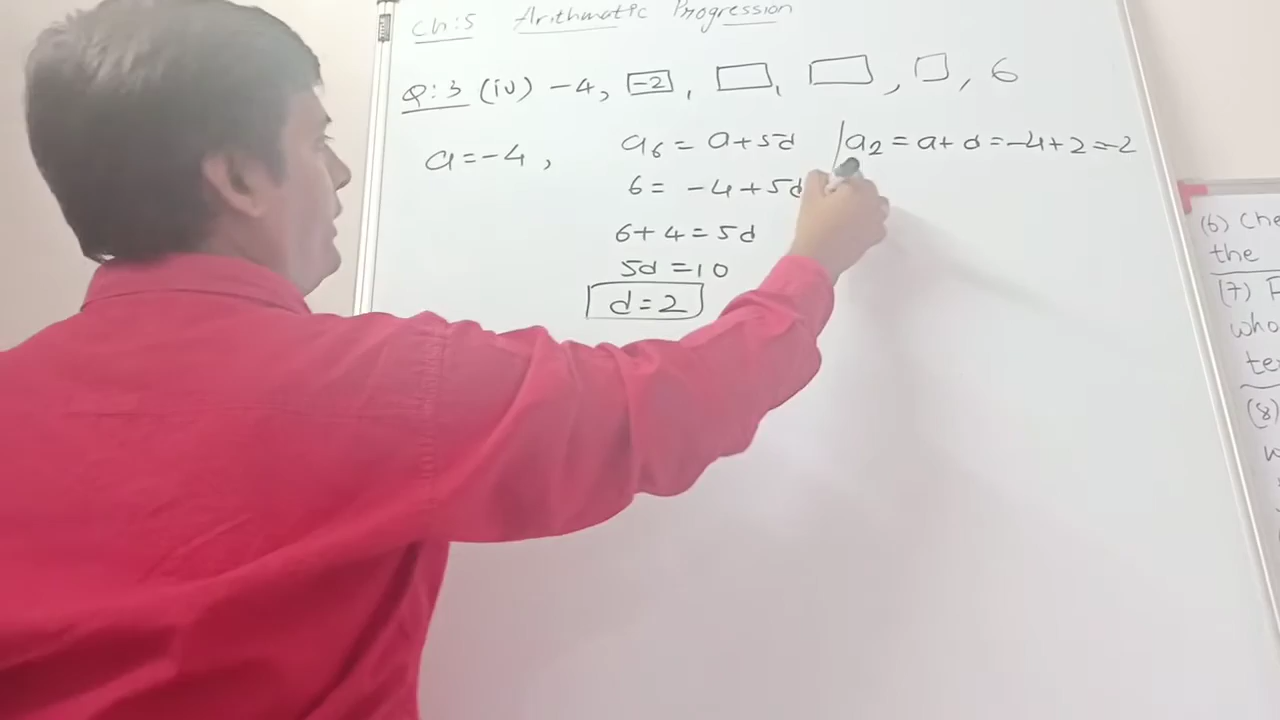 Ch:5 Arithmatic Progression
Q:3 (iv) -4, -2, , , , 6
a = -4,
a6 = a + 5d
6 = -4 + 5d
6 + 4 = 5d
5d = 10
d = 2
a2 = a + d = -4 + 2 = -2
(6) Che
the
(7) F
who
te
(8)